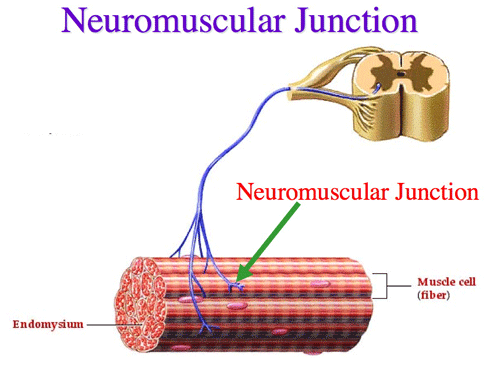 Neuromuscular Junction
Neuromuscular Junction
Muscle cell
(fiber)
Endomysium